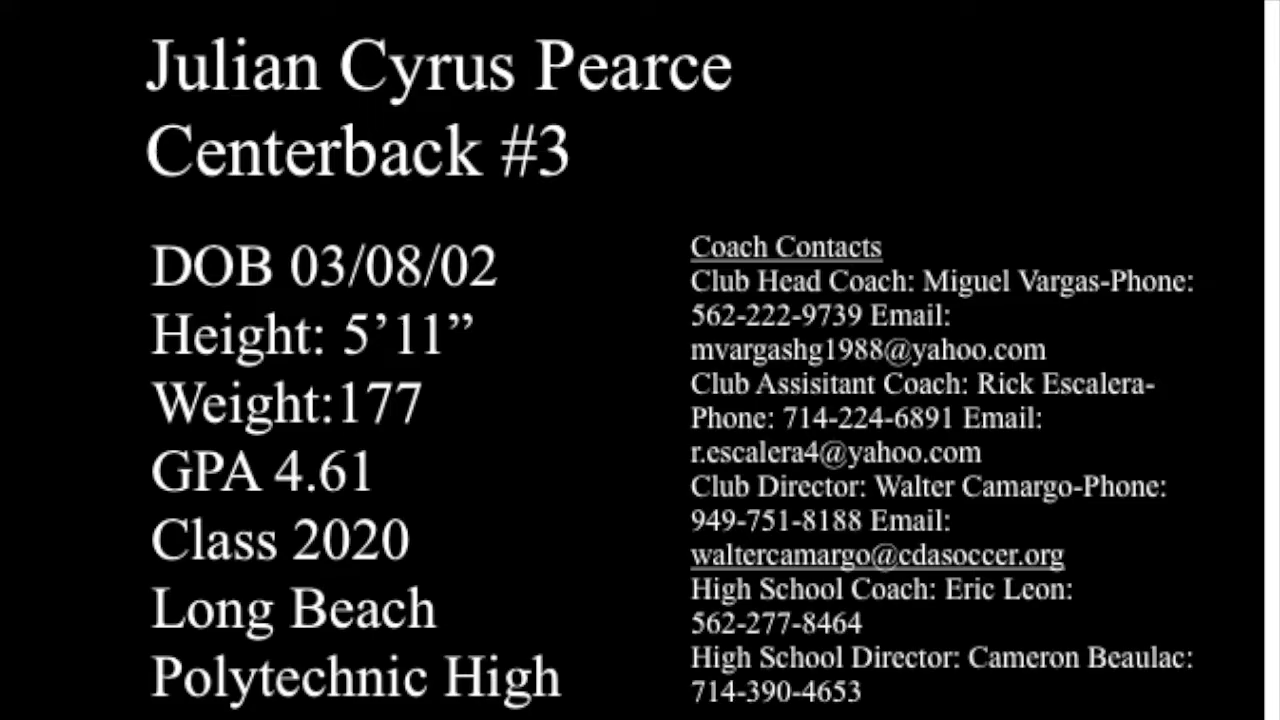 Julian Cyrus Pearce
Centerback #3
DOB 03/08/02
Height: 5’11”
Weight:177
GPA 4.61
Class 2020
Long Beach
Polytechnic High
Coach Contacts
Club Head Coach: Miguel Vargas-Phone:
562-222-9739 Email:
mvargashg1988@yahoo.com
Club Assisitant Coach: Rick Escalera-
Phone: 714-224-6891 Email:
r.escalera4@yahoo.com
Club Director: Walter Camargo-Phone:
949-751-8188 Email:
waltercamargo@cdasoccer.org
High School Coach: Eric Leon:
562-277-8464
High School Director: Cameron Beaulac:
714-390-4653